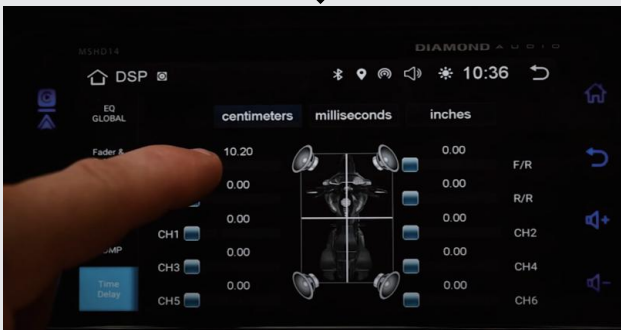 MSHD14
DIAMOND AUDIO
DSP
10:36
EQ
GLOBAL
centimeters milliseconds inches
Fader &
10.20 0.00
F/R
0.00 0.00
R/R
0.00 0.00
CH1 CH2
0.00 0.00
CH3 CH4
Time
Delay
0.00 0.00
CH5 CH6